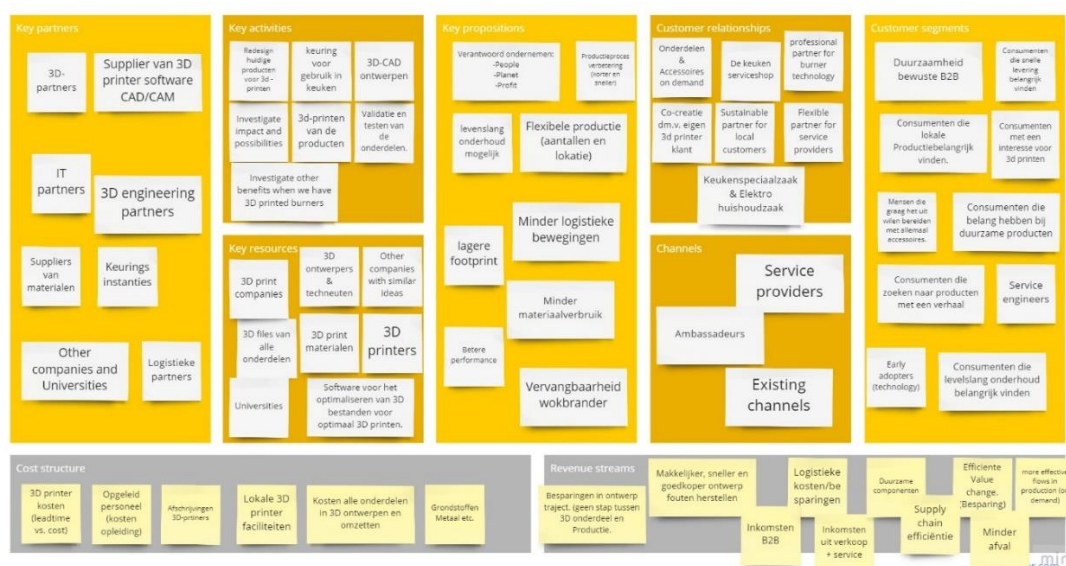 Key partners
3D-
partners
Supplier van 3D
printer software
CAD/CAM
IT
partners
3D engineering
partners
Suppliers
van
materialen
Keurings
instanties
Other
companies and
Universities
Logistieke
partners
Key activities
Redesign
huidige
producten
voor 3d -
printen
keuring
voor
gebruik in
keuken
3D-CAD
ontwerpen
Investigate
impact and
possibilities
3d-printen
van de
producten
Validatie en
testen van
de
onderdelen.
Investigate other
benefits when we have
3D printed burners
Key resources
3D print
companies
3D
ontwerpers
&
techneuten
Other
companies
with similar
ideas
3D files van
alle
onderdelen
3D print
materialen
3D
printers
Universities
Software voor het
optimaliseren van 3D
bestanden voor
optimaal 3D printen.
Key propositions
Verantwoord ondernemen:
-People
-Planet
-Profit
Productieproces
verbetering
(korter en
sneller)
levenslang
onderhoud
mogelijk
Flexibele productie
(aantallen en
lokatie)
Minder logistieke
bewegingen
lagere
footprint
Minder
materiaalverbruik
Betere
performance
Vervangbaarheid
wokbrander
Customer relationships
Onderdelen
&
Accessoires
on demand
De keuken
serviceshop
professional
partner for
burner
technology
Co-creatie
dm.v. eigen
3d printer
klant
Sustainable
partner for
local
customers
Flexible
partner for
service
providers
Keukenspeciaalzaak
& Elektro
huishoudzaak
Channels
Service
providers
Ambassadeurs
Existing
channels
Customer segments
Duurzaamheid
bewuste B2B
Consumenten
die snelle
levering
belangrijk
vinden
Consumenten die
lokale
Productiebelangrijk
vinden.
Consumenten
met een
interesse voor
3d printen
Mensen die
graag het uit
willen bereiden
met allemaal
accessoires.
Consumenten die
belang hebben bij
duurzame producten
Consumenten die
zoeken naar producten
met een verhaal
Service
engineers
Early
adopters
(technology)
Consumenten die
levelslang onderhoud
belangrijk vinden
Cost structure
3D printer
kosten
(leadtime
vs. cost)
Opgeleid
personeel
(kosten
opleiding)
Afschrijvingen
3D-prtiners
Lokale 3D
printer
faciliteiten
Kosten alle onderdelen
in 3D ontwerpen en
omzetten
Grondstoffen
Metaal etc.
Revenue streams
Besparingen in ontwerp
traject. (geen stap tussen
3D onderdeel en
Productie.
Makkelijker, sneller en
goedkoper ontwerp
fouten herstellen
Inkomsten
B2B
Logistieke
kosten/be
sparingen
Inkomsten
uit verkoop
+ service
Duurzame
componenten
Supply
chain
efficiëntie
Efficiente
Value
change.
(Besparing)
Minder
afval
more effective
flows in
production (on
demand)